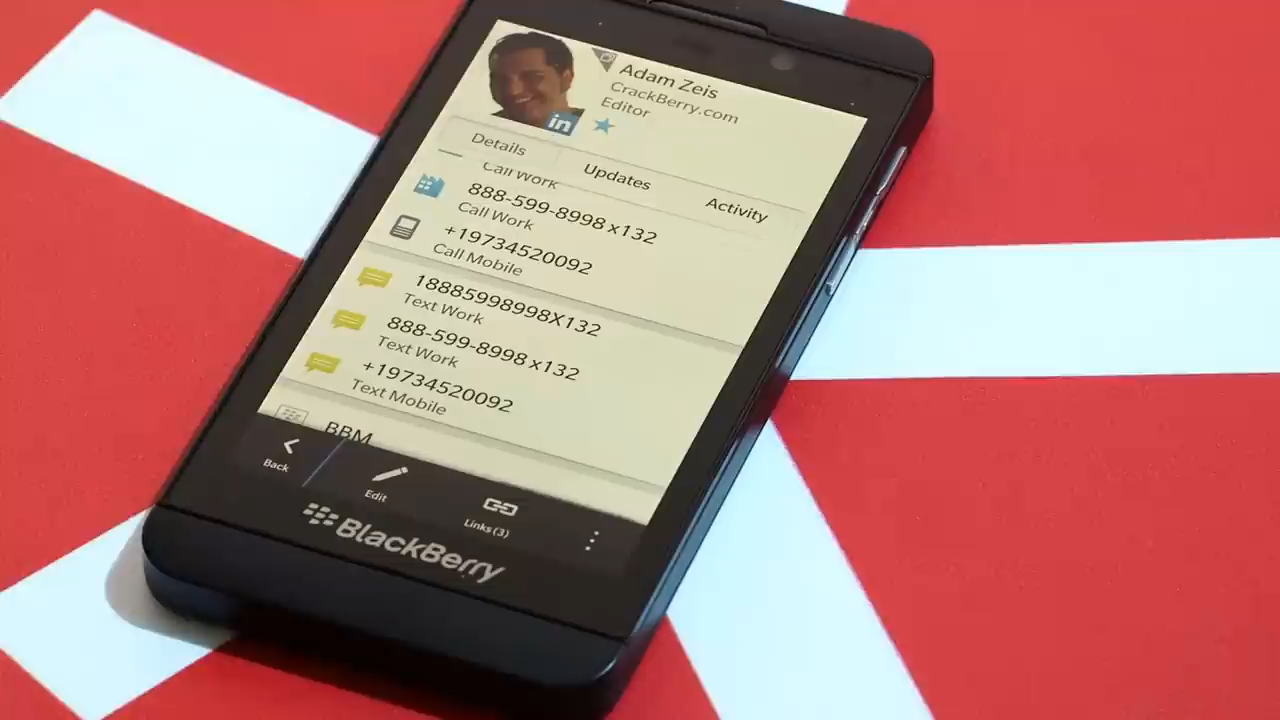 Adam Zeis
CrackBerry.com
Editor
in
Details
Updates
Activity
Call Work
888-599-8998 x132
Call Work
+19734520092
Call Mobile
18885998998X132
Text Work
888-599-8998 x132
Text Work
+19734520092
Text Mobile
BBM
Back
Edit
Links (3)
BlackBerry